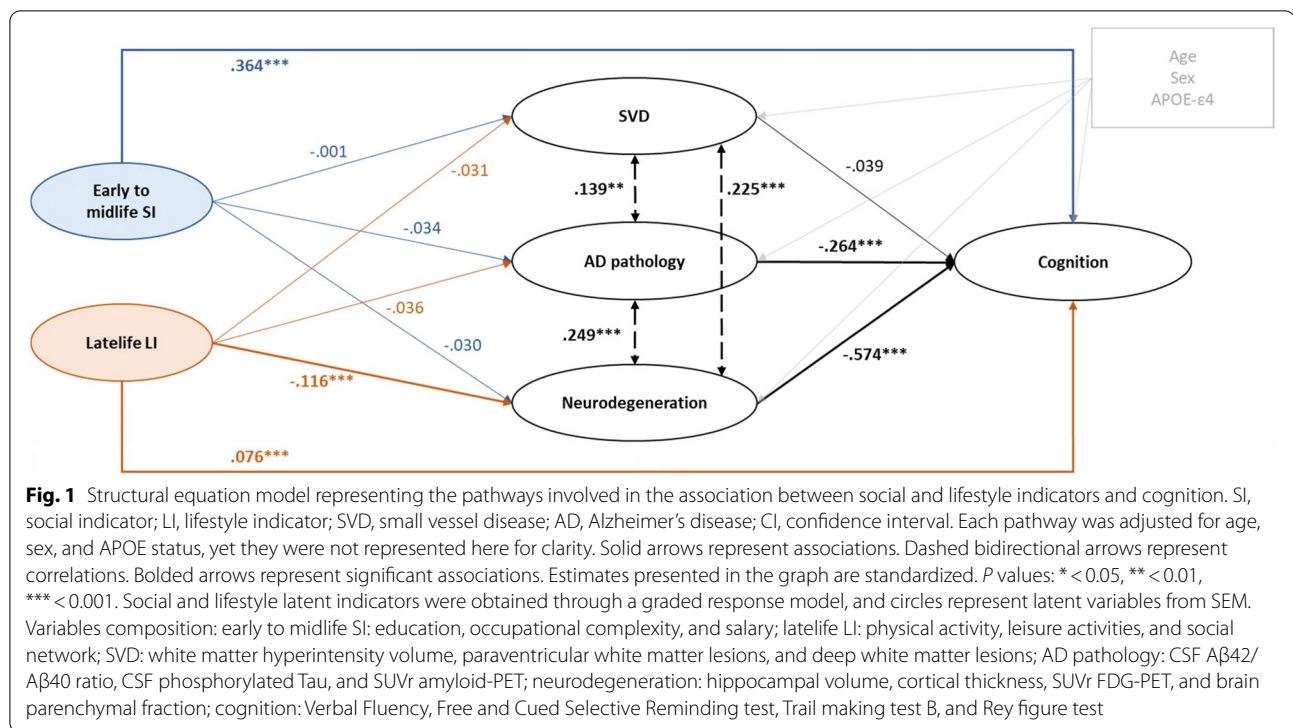 .364***
Age
Sex
APOE-ε4
SVD
-.001
-.031
-.039
Early to
midlife SI
.139**
.225***
-.034
-.264***
AD pathology
Cognition
-.036
-.030
Latelife LI
.249***
-.574***
-.116***
Neurodegeneration
.076***
Fig. 1 Structural equation model representing the pathways involved in the association between social and lifestyle indicators and cognition. SI,
social indicator; LI, lifestyle indicator; SVD, small vessel disease; AD, Alzheimer's disease; CI, confidence interval. Each pathway was adjusted for age,
sex, and APOE status, yet they were not represented here for clarity. Solid arrows represent associations. Dashed bidirectional arrows represent
correlations. Bolded arrows represent significant associations. Estimates presented in the graph are standardized. P values: * < 0.05, ** < 0.01,
*** < 0.001. Social and lifestyle latent indicators were obtained through a graded response model, and circles represent latent variables from SEM.
Variables composition: early to midlife SI: education, occupational complexity, and salary; latelife LI: physical activity, leisure activities, and social
network; SVD: white matter hyperintensity volume, paraventricular white matter lesions, and deep white matter lesions; AD pathology: CSF Aβ42/
Aβ40 ratio, CSF phosphorylated Tau, and SUVr amyloid-PET; neurodegeneration: hippocampal volume, cortical thickness, SUVr FDG-PET, and brain
parenchymal fraction; cognition: Verbal Fluency, Free and Cued Selective Reminding test, Trail making test B, and Rey figure test